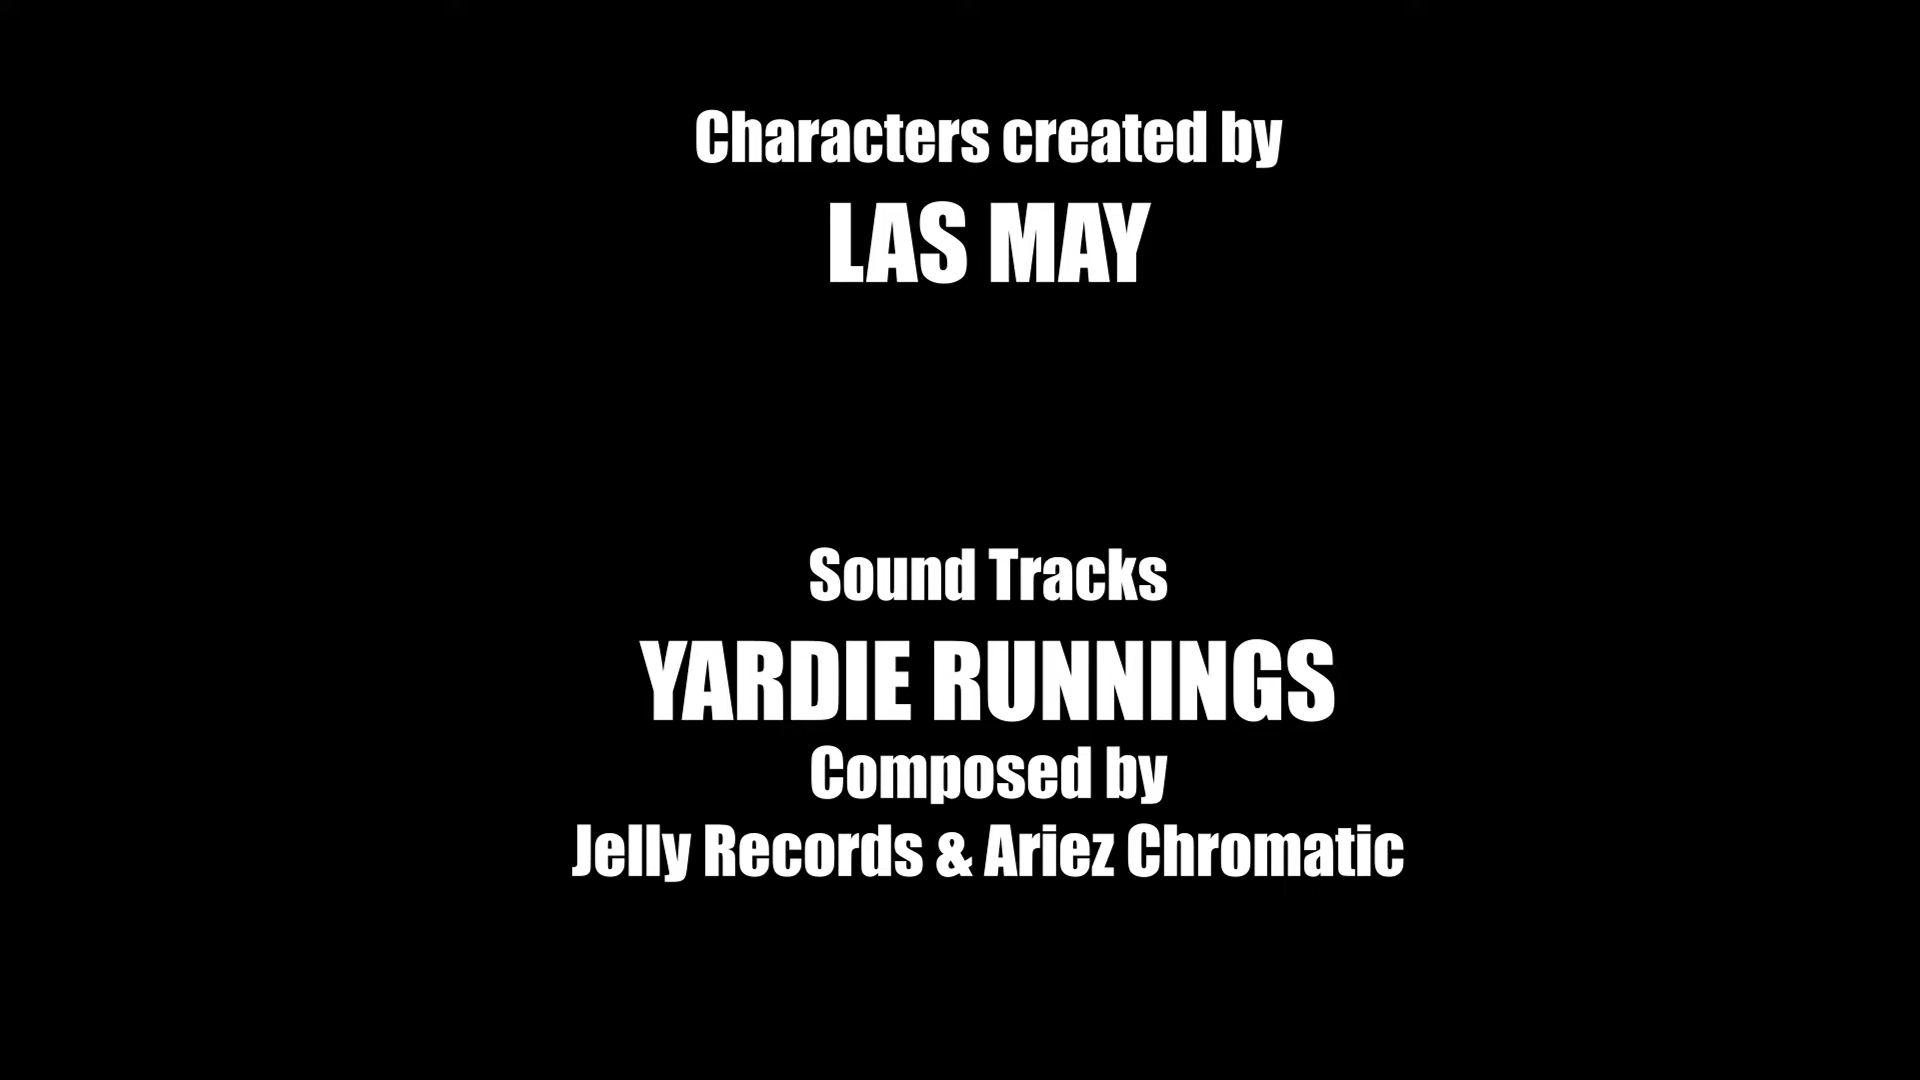 Characters created by
LAS MAY
Sound Tracks
YARDIE RUNNINGS
Composed by
Jelly Records & Ariez Chromatic